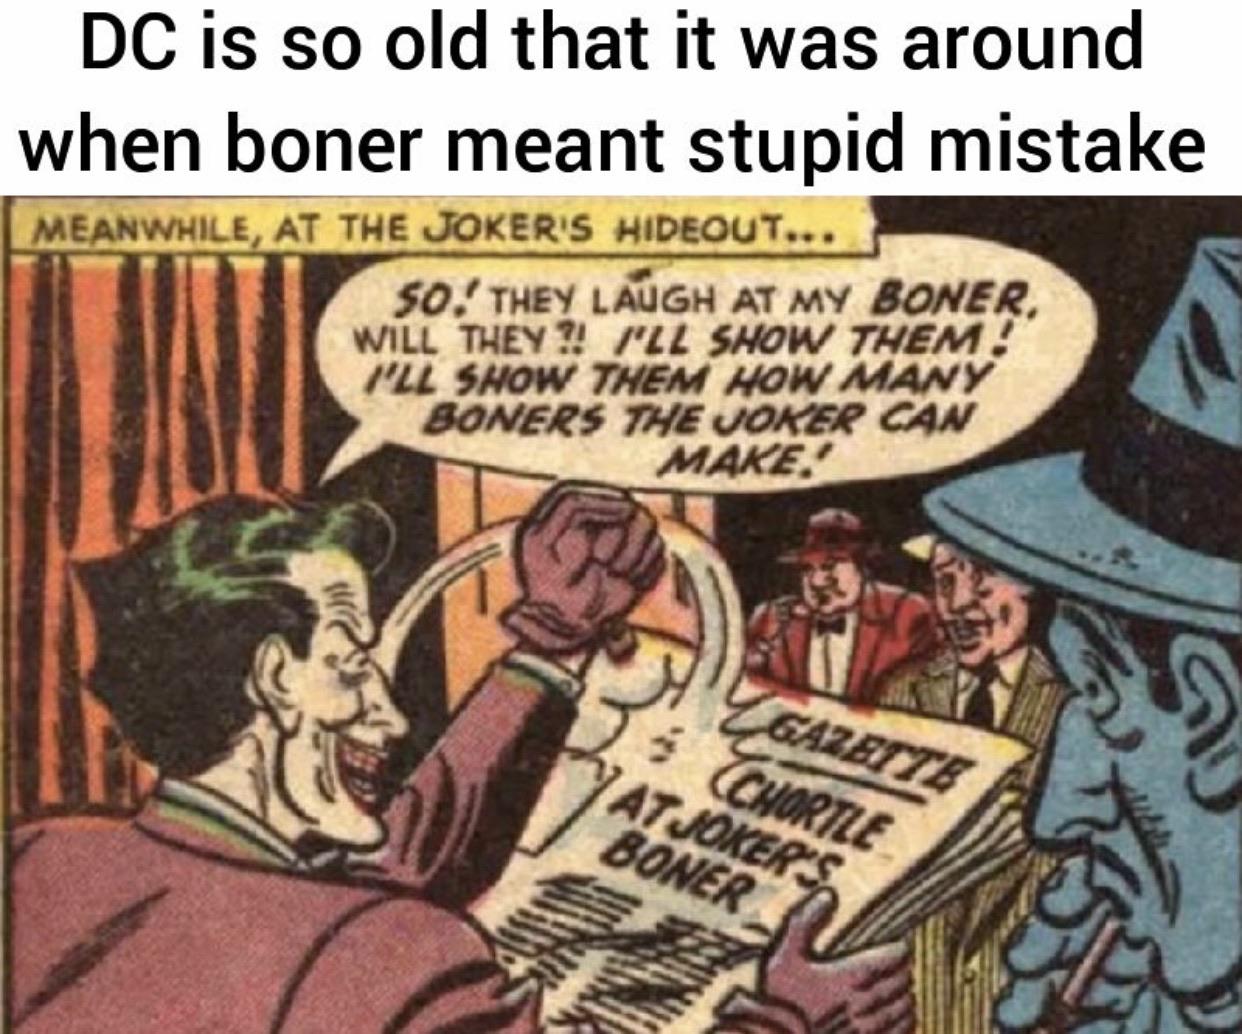 DC is so old that it was around
when boner meant stupid mistake
MEANWHILE, AT THE JOKER'S HIDEOUT...
SO! THEY LAUGH AT MY BONER,
WILL THEY?! I'LL SHOW THEM!
I'LL SHOW THEM HOW MANY
BONERS THE JOKER CAN
MAKE!
GAZETTE
CHORTLE
AT JOKER'S
BONER